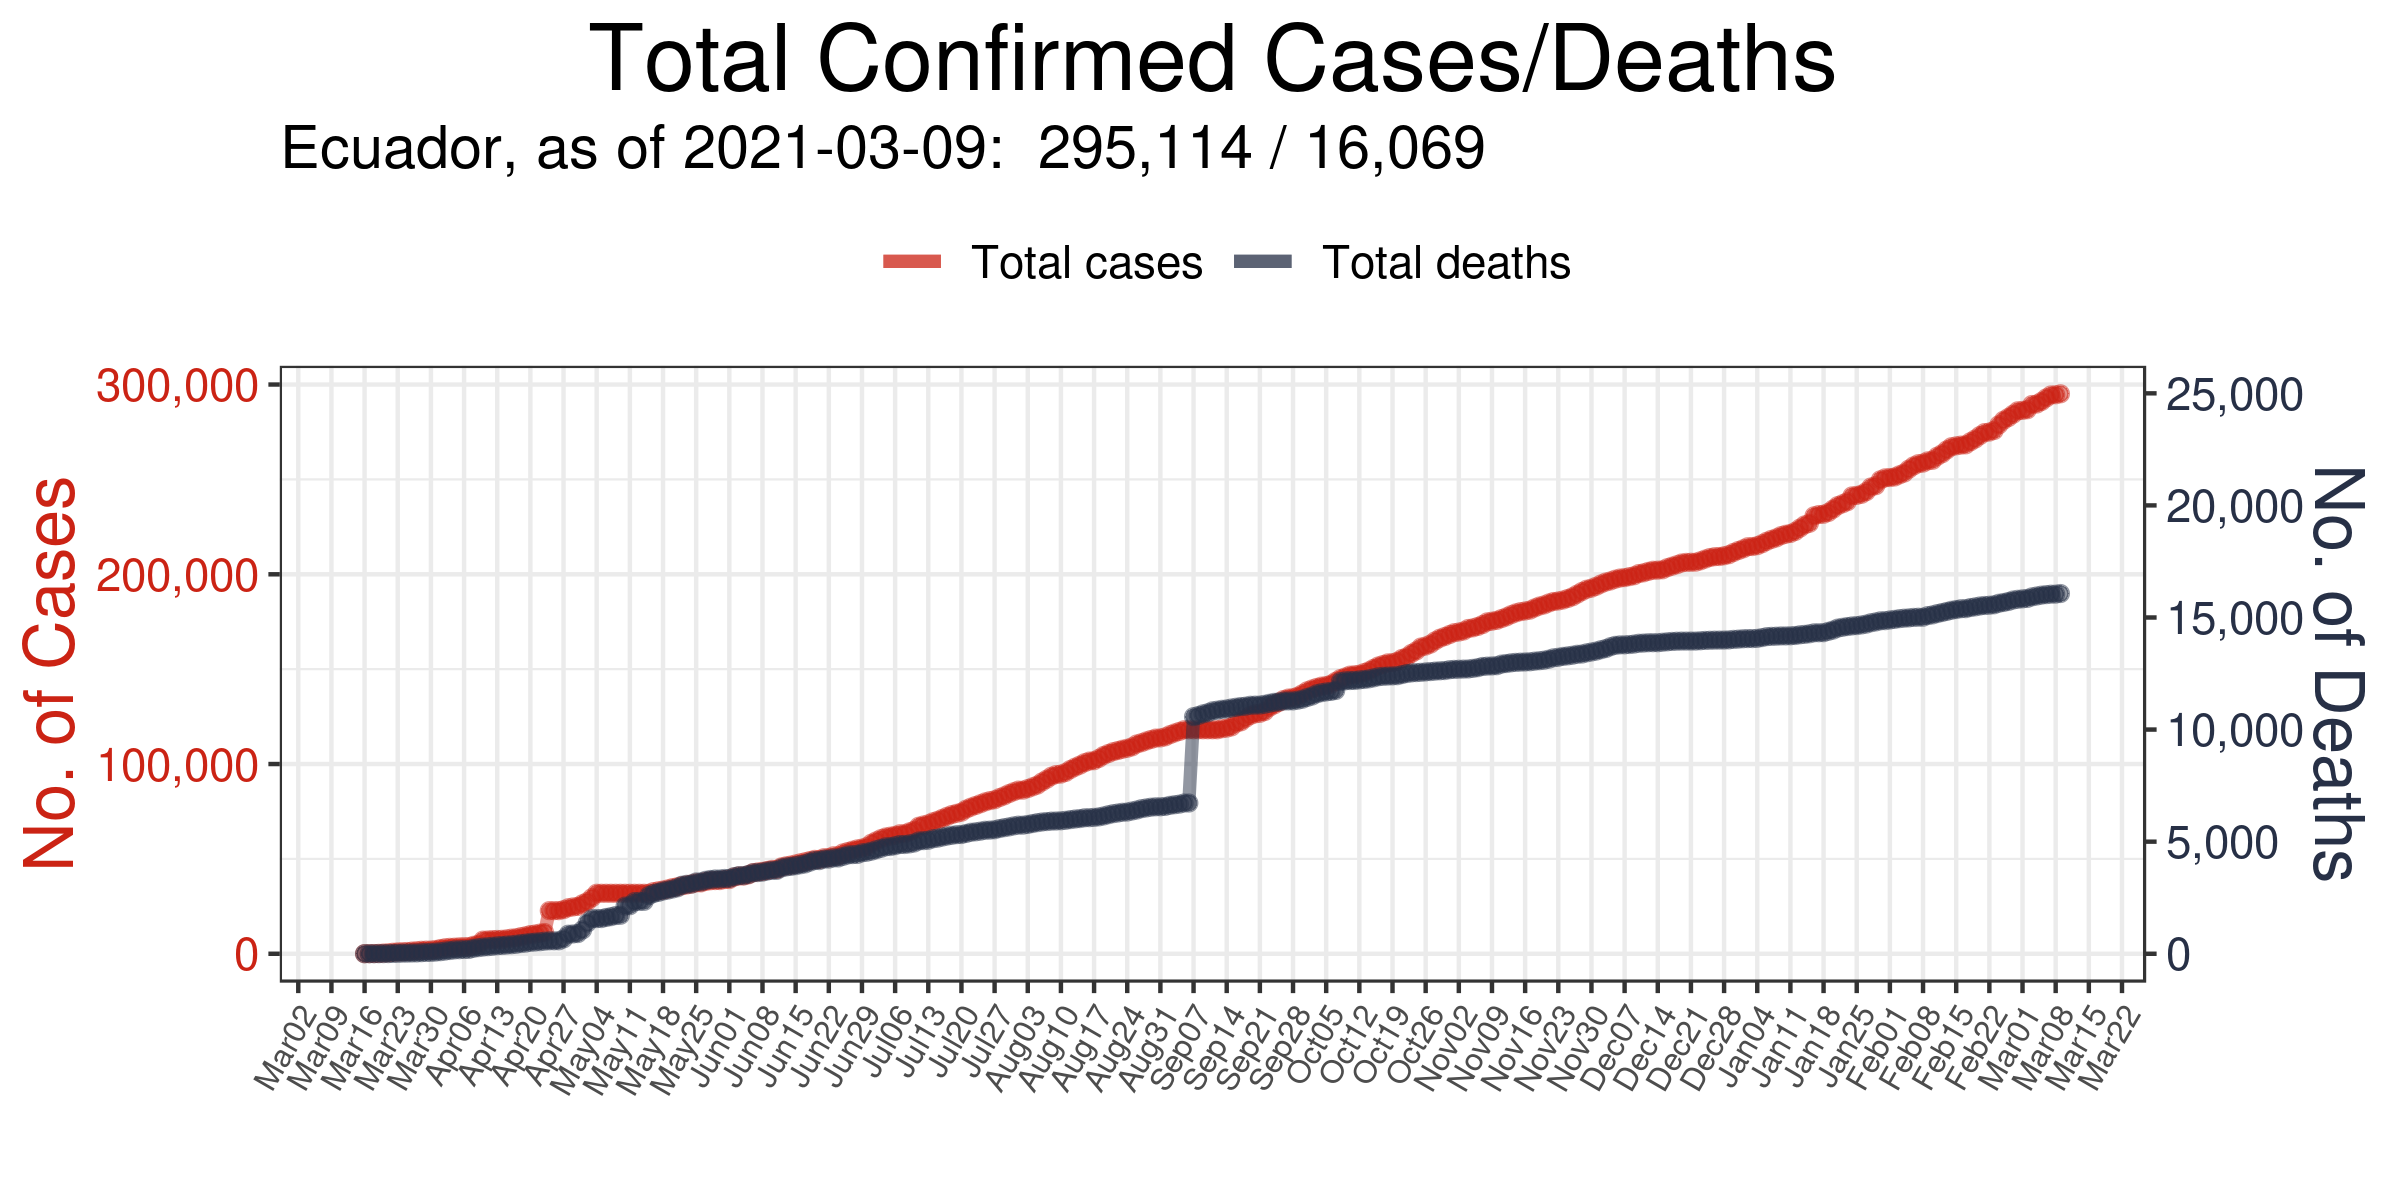 Total Confirmed Cases/Deaths
Ecuador, as of 2021-03-09:  295,114 / 16,069
Total cases
Total deaths
No. of Cases
300,000
200,000
100,000
0
25,000
20,000
15,000
10,000
5,000
0
No. of Deaths
Mar02
Mar09
Mar16
Mar23
Mar30
Apr06
Apr13
Apr20
Apr27
May04
May11
May18
May25
Jun01
Jun08
Jun15
Jun22
Jun29
Jul06
Jul13
Jul20
Jul27
Aug03
Aug10
Aug17
Aug24
Aug31
Sep07
Sep14
Sep21
Sep28
Oct05
Oct12
Oct19
Oct26
Nov02
Nov09
Nov16
Nov23
Nov30
Dec07
Dec14
Dec21
Dec28
Jan04
Jan11
Jan18
Jan25
Feb01
Feb08
Feb15
Feb22
Mar01
Mar08
Mar15
Mar22